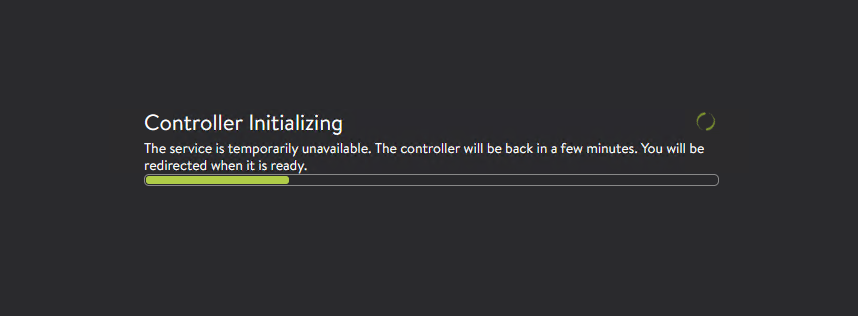 Controller Initializing
The service is temporarily unavailable. The controller will be back in a few minutes. You will be
redirected when it is ready.